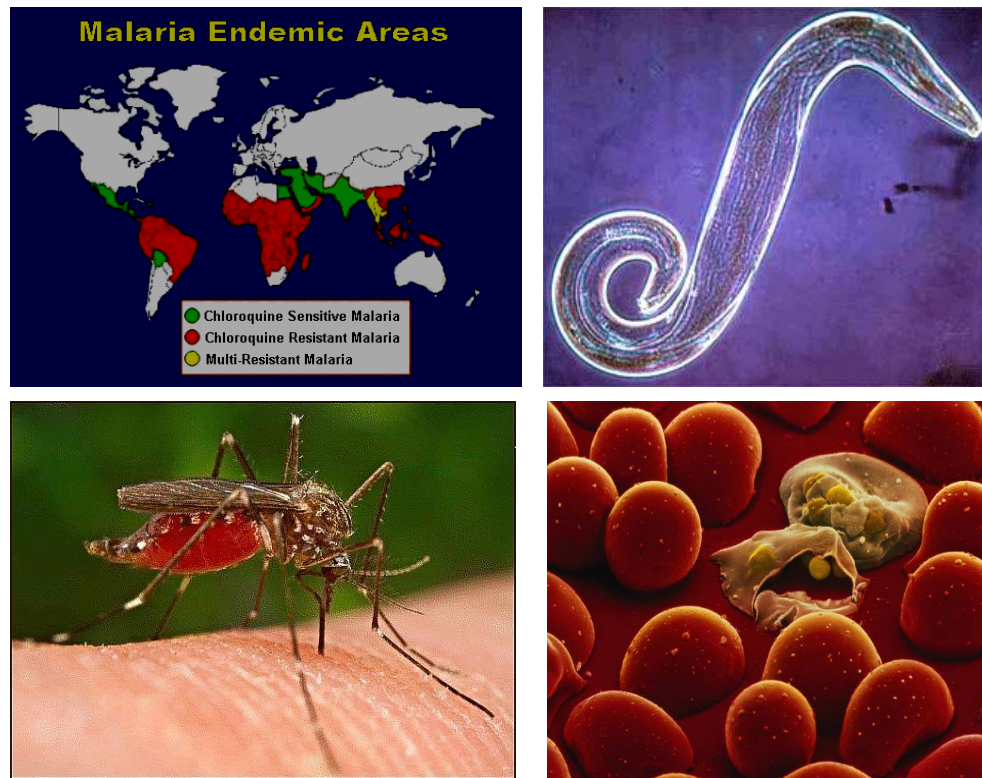 Malaria Endemic Areas
Chloroquine Sensitive Malaria
Chloroquine Resistant Malaria
Multi-Resistant Malaria